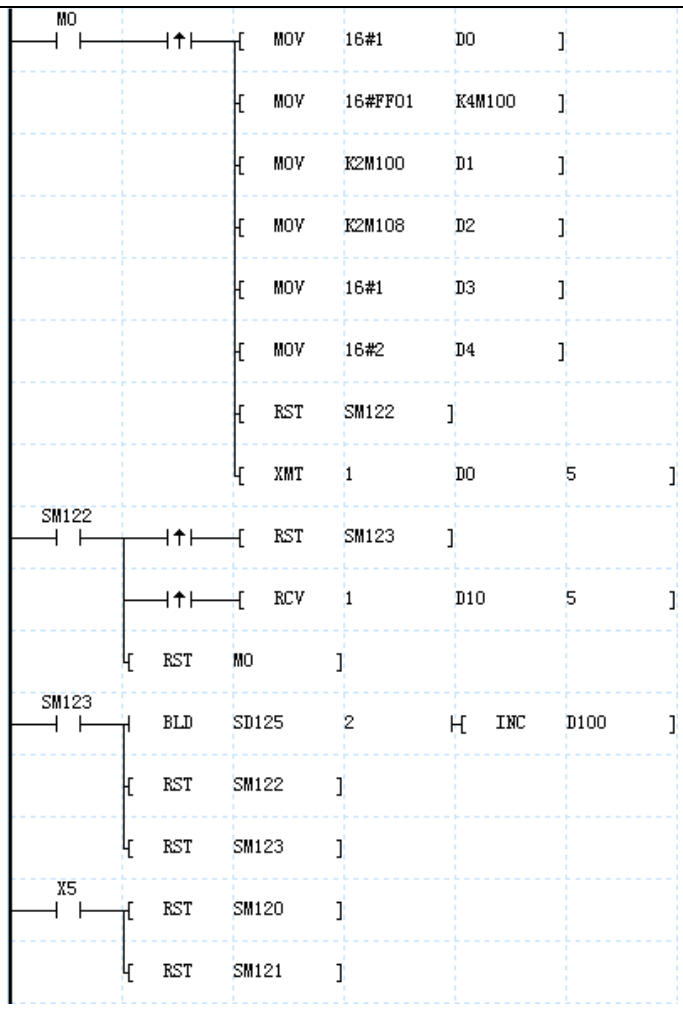 M0
[ MOV 16#1 D0 ]
[ MOV 16#FF01 K4M100 ]
[ MOV K2M100 D1 ]
[ MOV K2M108 D2 ]
[ MOV 16#1 D3 ]
[ MOV 16#2 D4 ]
[ RST SM122 ]
[ XMT 1 D0 5 ]
SM122
[ RST SM123 ]
[ RCV 1 D10 5 ]
[ RST M0 ]
SM123
BLD SD125 2 [ INC D100 ]
[ RST SM122 ]
[ RST SM123 ]
X5
[ RST SM120 ]
[ RST SM121 ]